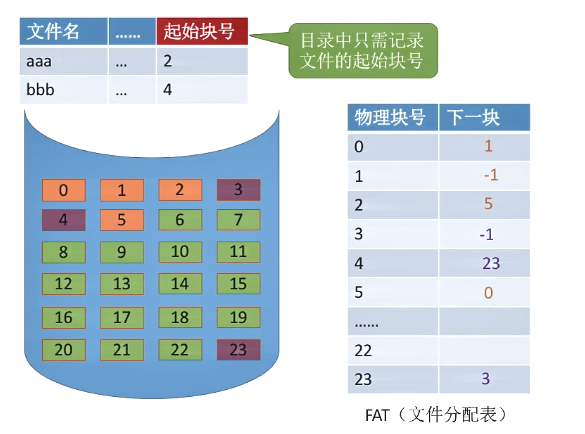 文件名 …… 起始块号
aaa … 2
bbb … 4
目录中只需记录
文件的起始块号
0 1 2 3
4 5 6 7
8 9 10 11
12 13 14 15
16 17 18 19
20 21 22 23
物理块号 下一块
0 1
1 -1
2 5
3 -1
4 23
5 0
……
22
23 3
FAT（文件分配表）